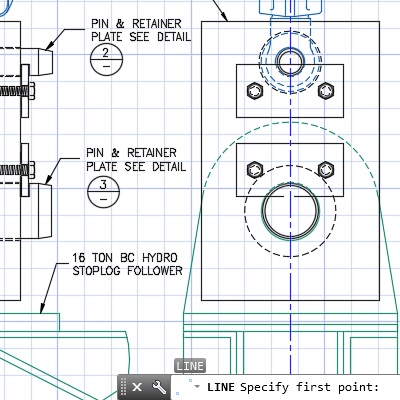 PIN & RETAINER
PLATE SEE DETAIL
2
–
PIN & RETAINER
PLATE SEE DETAIL
3
–
16 TON BC HYDRO
STOPLOG FOLLOWER
LINE
LINE Specify first point: